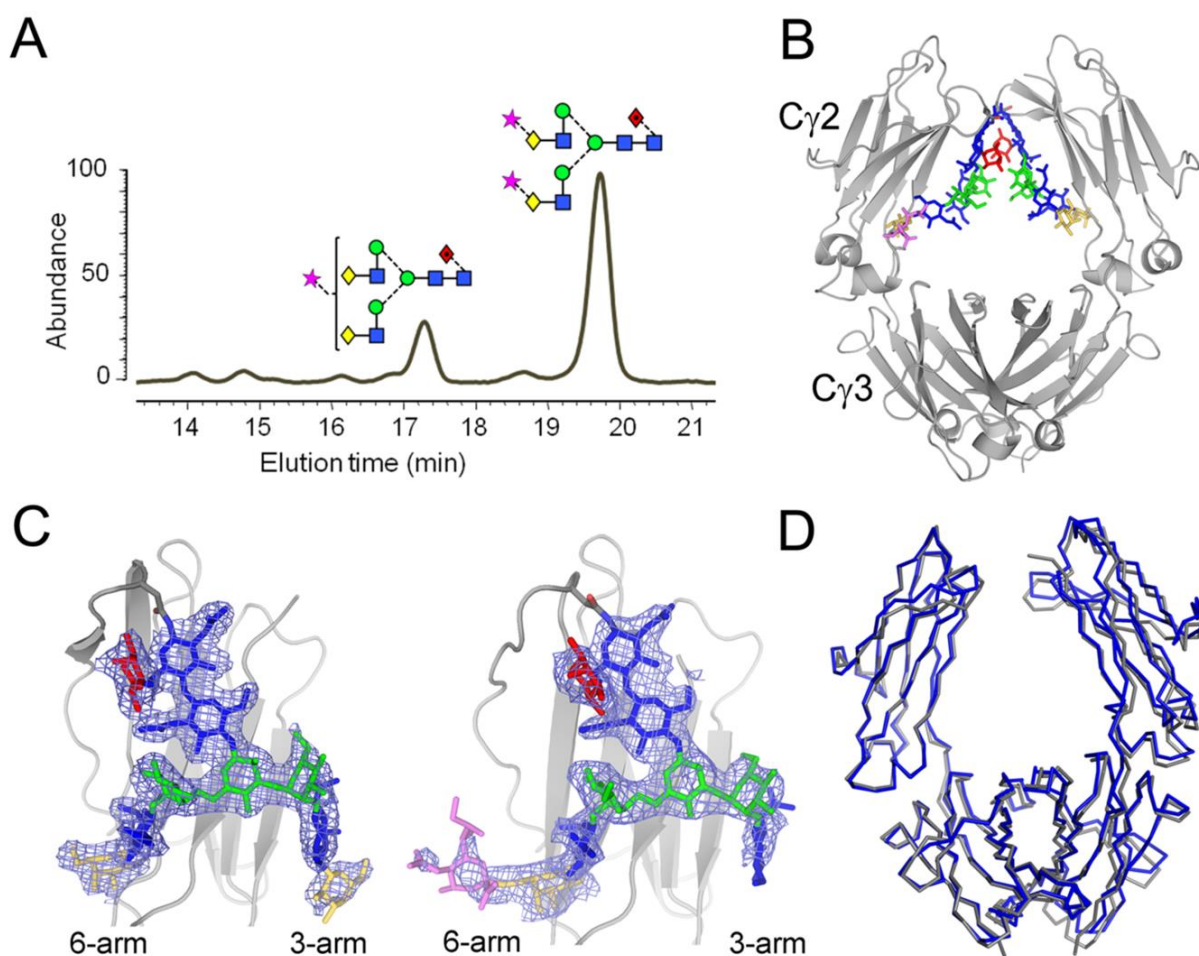 A
Abundance
100
50
0
14 15 16 17 18 19 20 21
Elution time (min)
B
Cγ2
Cγ3
C
6-arm 3-arm 6-arm 3-arm
D